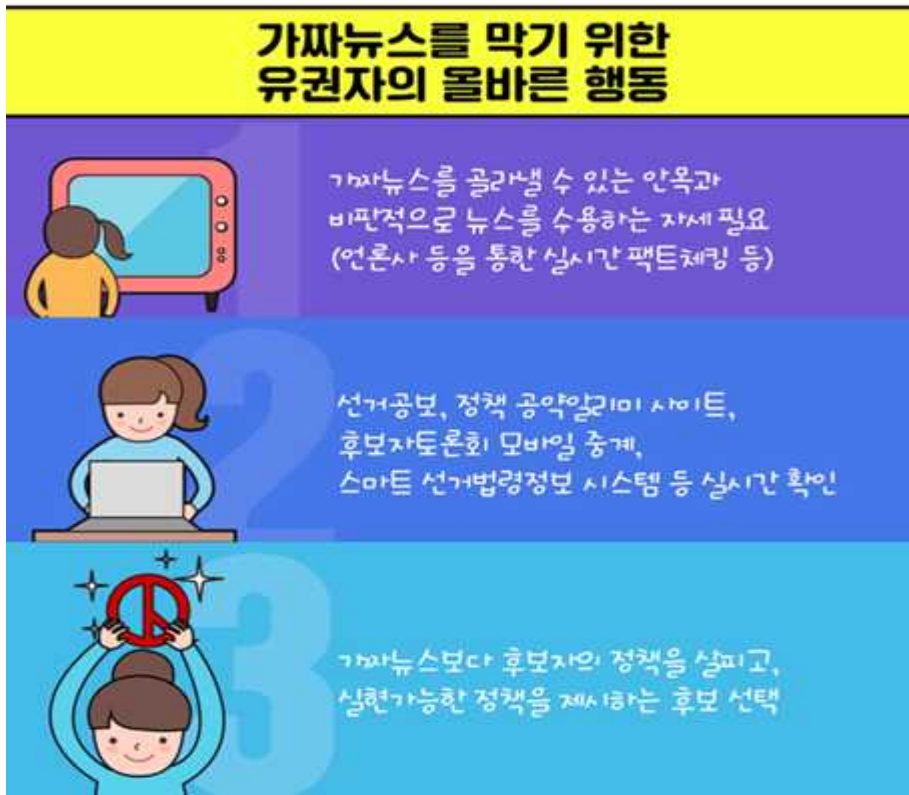 가짜뉴스를 막기 위한
유권자의 올바른 행동
1
가짜뉴스를 골라낼 수 있는 안목과
비판적으로 뉴스를 수용하는 자세 필요
(언론사 등을 통한 실시간 팩트체킹 등)
2
선거공보, 정책 공약알리미 사이트,
후보자토론회 모바일 중계,
스마트 선거법령정보 시스템 등 실시간 확인
3
가짜뉴스보다 후보자의 정책을 살피고,
실현가능한 정책을 제시하는 후보 선택